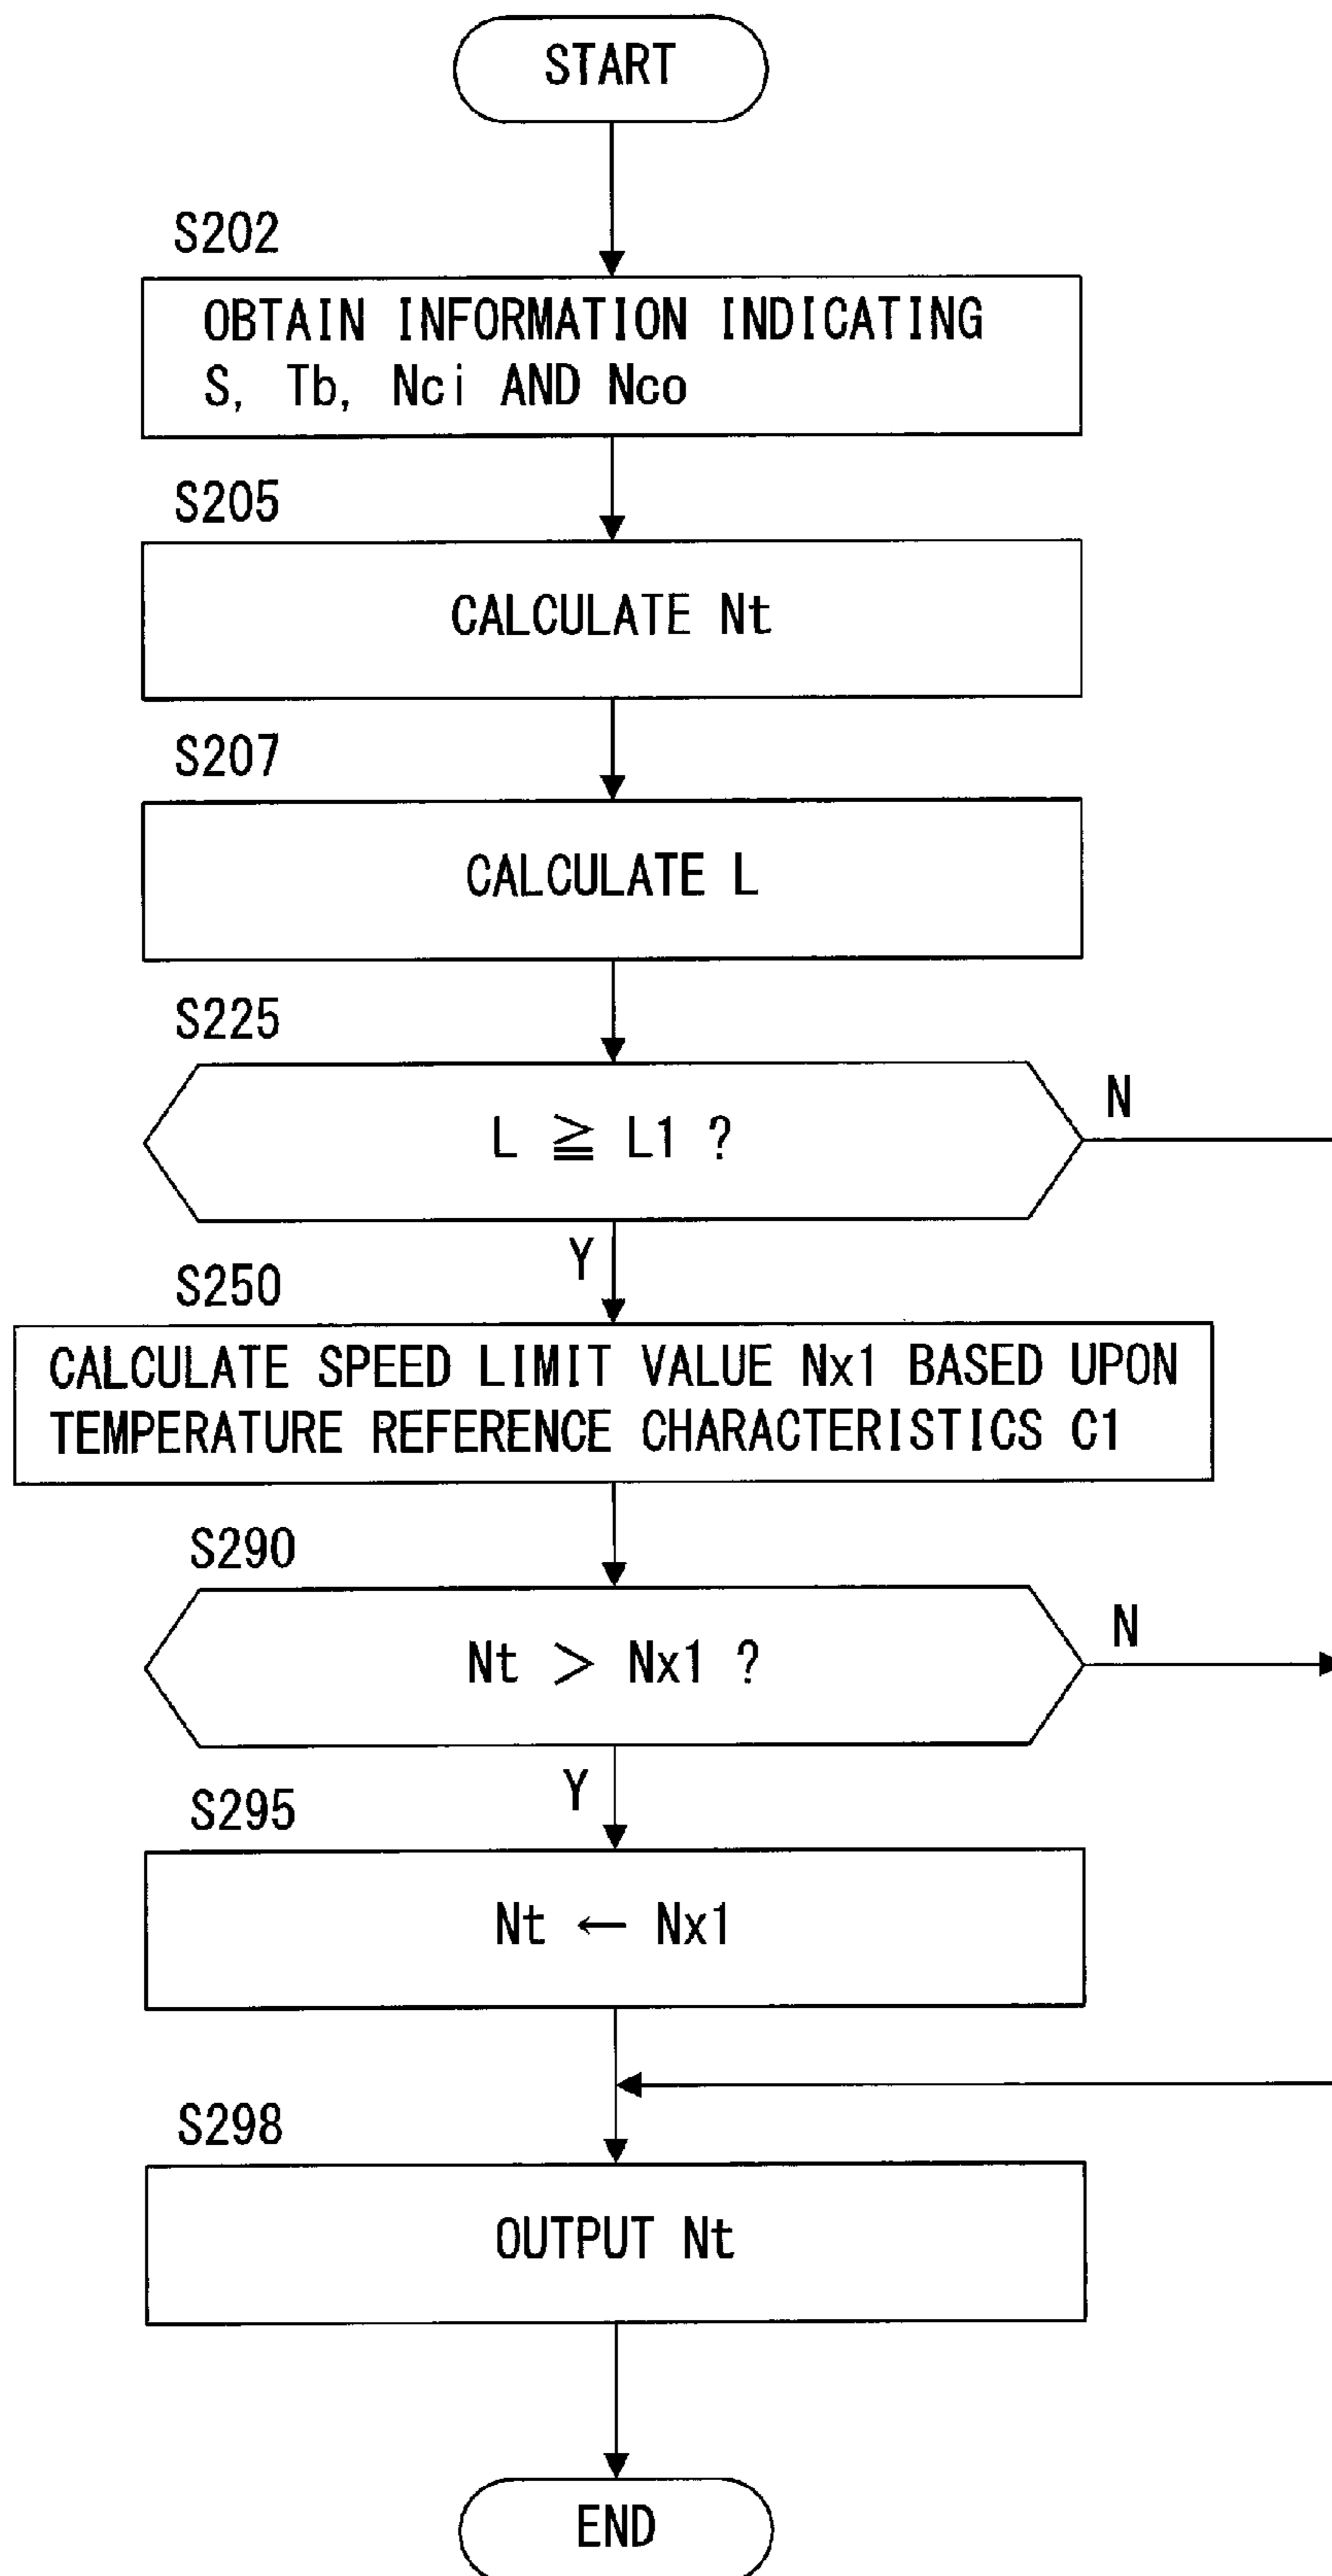 START
S202
OBTAIN INFORMATION INDICATING
S, Tb, Nci AND Nco
S205
CALCULATE Nt
S207
CALCULATE L
S225
L ≧ L1 ?
N
Y
S250
CALCULATE SPEED LIMIT VALUE Nx1 BASED UPON
TEMPERATURE REFERENCE CHARACTERISTICS C1
S290
Nt > Nx1 ?
N
Y
S295
Nt ← Nx1
S298
OUTPUT Nt
END